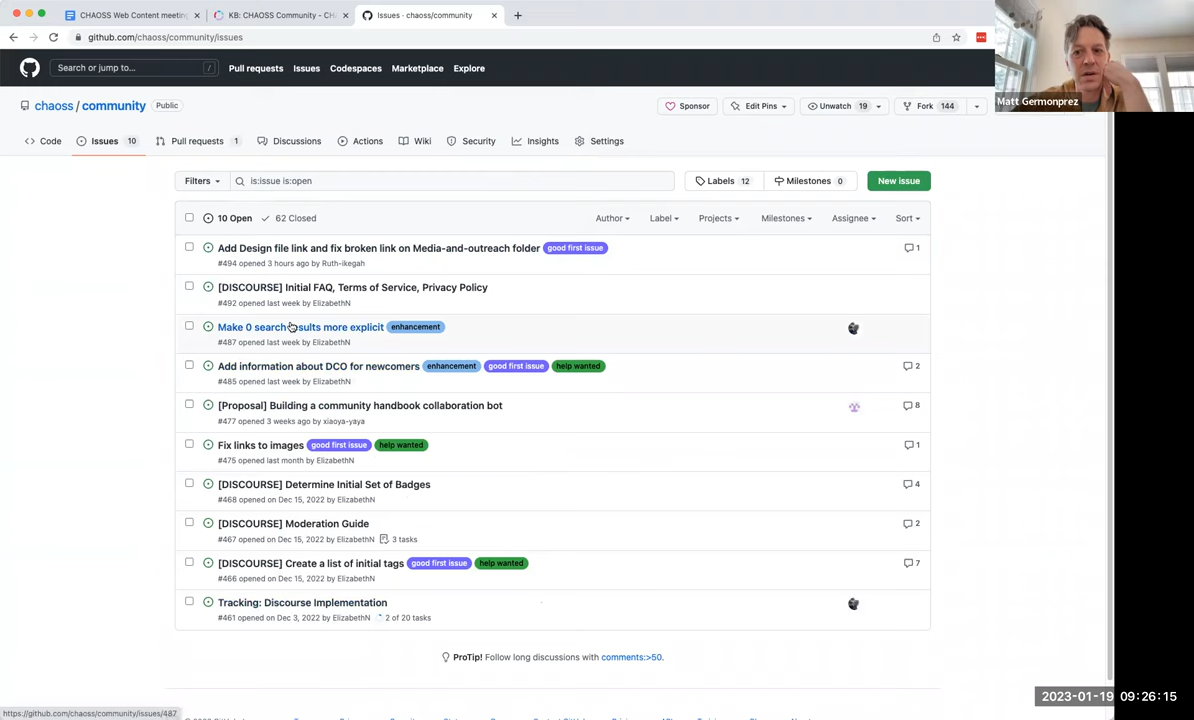 CHAOSS Web Content meeting
KB: CHAOSS Community - CHA
Issues · chaoss/community
github.com/chaoss/community/issues
Search or jump to... /
Pull requests
Issues
Codespaces
Marketplace
Explore
Matt Germonprez
chaoss / community
Public
Sponsor
Edit Pins
Unwatch 19
Fork 144
Code
Issues 10
Pull requests 1
Discussions
Actions
Wiki
Security
Insights
Settings
Filters
is:issue is:open
Labels 12
Milestones 0
New issue
10 Open
62 Closed
Author
Label
Projects
Milestones
Assignee
Sort
Add Design file link and fix broken link on Media-and-outreach folder good first issue 1
#494 opened 3 hours ago by Ruth-ikegah
[DISCOURSE] Initial FAQ, Terms of Service, Privacy Policy
#492 opened last week by ElizabethN
Make 0 search results more explicit enhancement
#487 opened last week by ElizabethN
Add information about DCO for newcomers enhancement good first issue help wanted 2
#485 opened last week by ElizabethN
[Proposal] Building a community handbook collaboration bot 8
#477 opened 3 weeks ago by xiaoya-yaya
Fix links to images good first issue help wanted 1
#475 opened last month by ElizabethN
[DISCOURSE] Determine Initial Set of Badges 4
#468 opened on Dec 15, 2022 by ElizabethN
[DISCOURSE] Moderation Guide 2
#467 opened on Dec 15, 2022 by ElizabethN 3 tasks
[DISCOURSE] Create a list of initial tags good first issue help wanted 7
#466 opened on Dec 15, 2022 by ElizabethN
Tracking: Discourse Implementation
#461 opened on Dec 3, 2022 by ElizabethN 2 of 20 tasks
ProTip! Follow long discussions with comments:>50.
2023-01-19 09:26:15
https://github.com/chaoss/community/issues/487